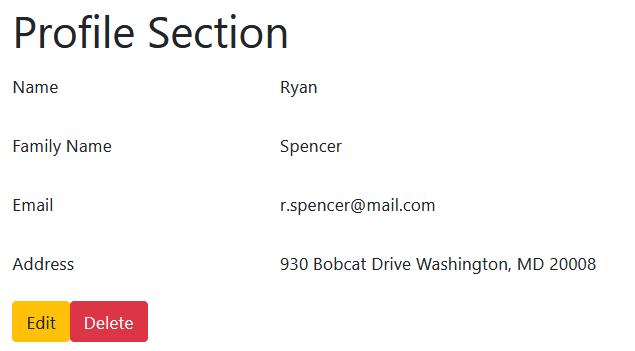 Profile Section
Name Ryan
Family Name Spencer
Email r.spencer@mail.com
Address 930 Bobcat Drive Washington, MD 20008
Edit Delete